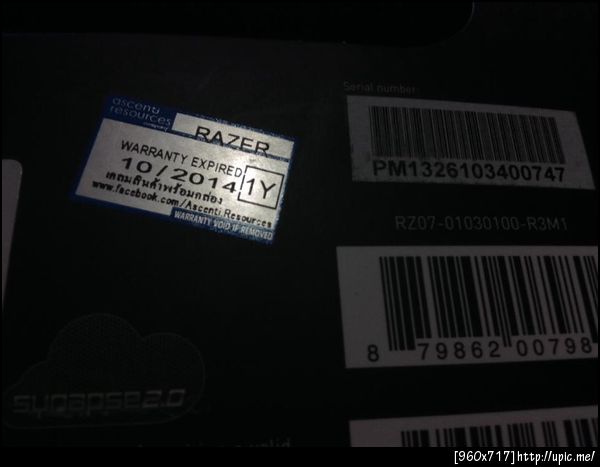 ascenti
resources
company
RAZER
WARRANTY EXPIRED
10/2014
1Y
เคลมสินค้าพร้อมกล่อง
www.facebook.com/Ascenti Resources
WARRANTY VOID IF REMOVED
Serial number:
PM1326103400747
RZ07-01030100-R3M1
8 79862 00798
synapse2.0
[960x717]http://upic.me/